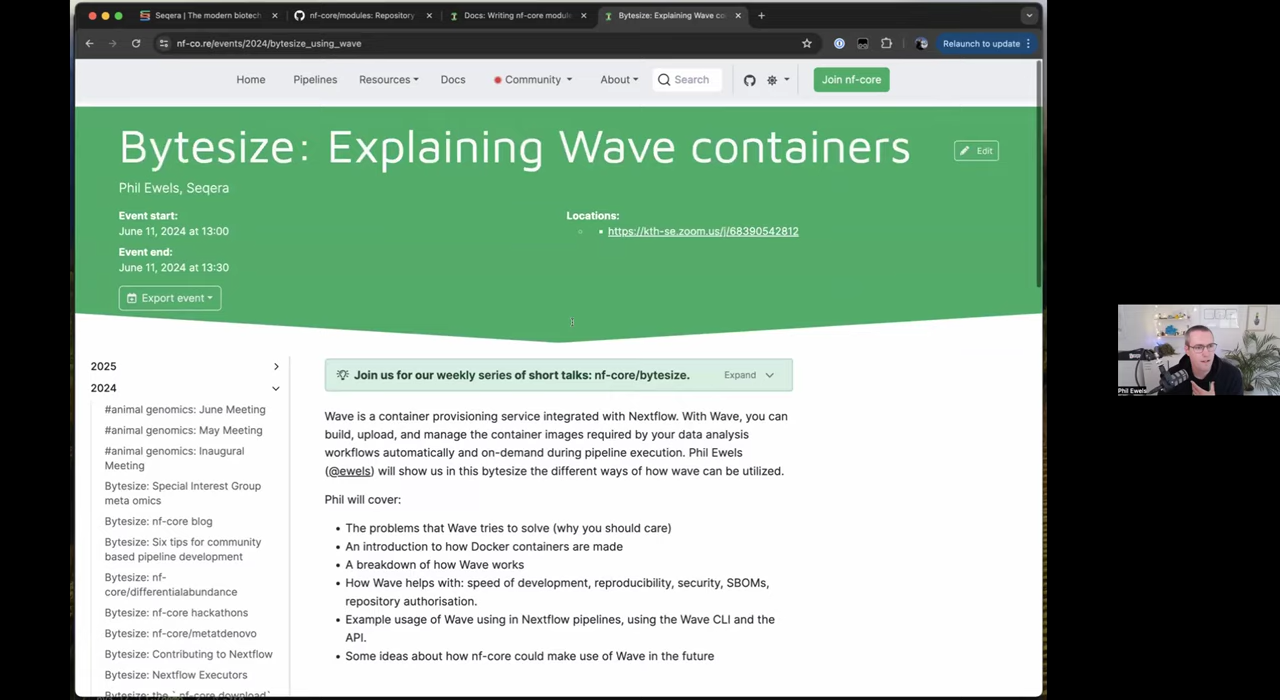 Seqera | The modern biotech
nf-core/modules: Repository
Docs: Writing nf-core modul
Bytesize: Explaining Wave co
nf-co.re/events/2024/bytesize_using_wave
Relaunch to update
Home
Pipelines
Resources
Docs
Community
About
Search
Join nf-core
Bytesize: Explaining Wave containers
Edit
Phil Ewels, Seqera
Event start:
June 11, 2024 at 13:00
Event end:
June 11, 2024 at 13:30
Locations:
https://kth-se.zoom.us/j/68390542812
Export event
2025
2024
#animal genomics: June Meeting
#animal genomics: May Meeting
#animal genomics: Inaugural
Meeting
Bytesize: Special Interest Group
meta omics
Bytesize: nf-core blog
Bytesize: Six tips for community
based pipeline development
Bytesize: nf-
core/differentialabundance
Bytesize: nf-core hackathons
Bytesize: nf-core/metatdenovo
Bytesize: Contributing to Nextflow
Bytesize: Nextflow Executors
Bytesize: the `nf-core download`
Join us for our weekly series of short talks: nf-core/bytesize.
Expand
Wave is a container provisioning service integrated with Nextflow. With Wave, you can
build, upload, and manage the container images required by your data analysis
workflows automatically and on-demand during pipeline execution. Phil Ewels
(@ewels) will show us in this bytesize the different ways of how wave can be utilized.
Phil will cover:
• The problems that Wave tries to solve (why you should care)
• An introduction to how Docker containers are made
• A breakdown of how Wave works
• How Wave helps with: speed of development, reproducibility, security, SBOMs,
repository authorisation.
• Example usage of Wave using in Nextflow pipelines, using the Wave CLI and the
API.
• Some ideas about how nf-core could make use of Wave in the future
Phil Ewels